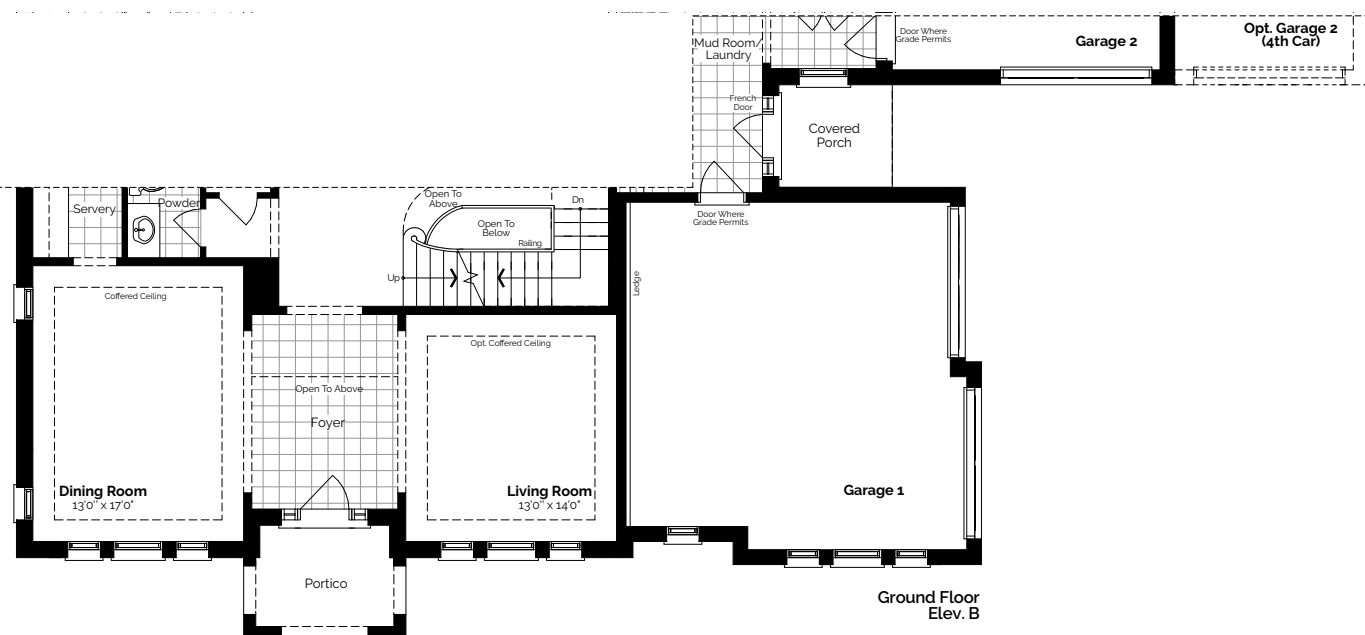 Mud Room/
Laundry
Door Where
Grade Permits
Garage 2
Opt. Garage 2
(4th Car)
French
Door
Covered
Porch
Servery
Powder
Open To
Above
Open To
Below
Railing
Dn
Up
Door Where
Grade Permits
Ledge
Coffered Ceiling
Opt. Coffered Ceiling
Open To Above
Foyer
Dining Room
13'0" x 17'0"
Living Room
13'0" x 14'0"
Garage 1
Portico
Ground Floor
Elev. B